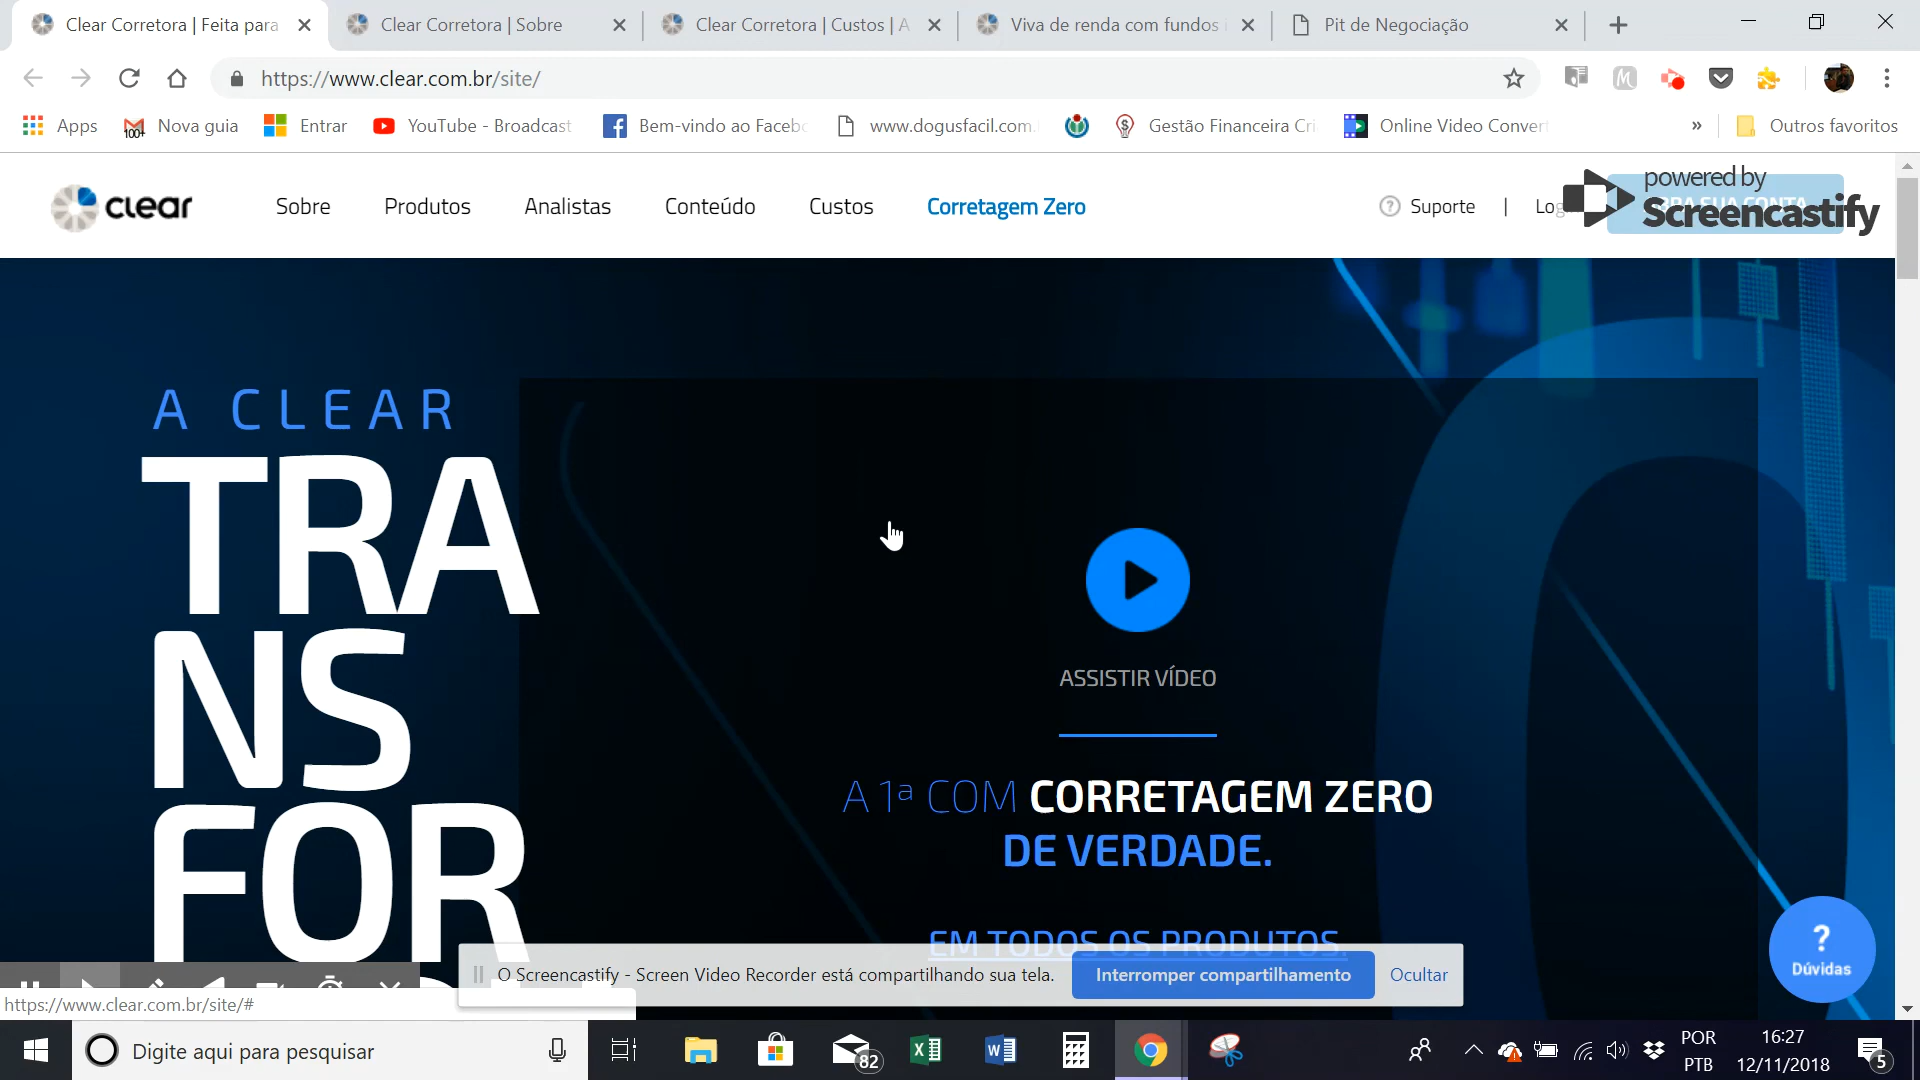 Clear Corretora | Feita para
Clear Corretora | Sobre
Clear Corretora | Custos | A
Viva de renda com fundos i
Pit de Negociação
https://www.clear.com.br/site/
Apps
100+
Nova guia
Entrar
YouTube - Broadcast
Bem-vindo ao Facebo
www.dogusfacil.com.
Gestão Financeira Cri
Online Video Convert
»
Outros favoritos
clear
Sobre
Produtos
Analistas
Conteúdo
Custos
Corretagem Zero
? Suporte
|
powered by
Screencastify
A CLEAR
TRA
NS
FOR
ASSISTIR VÍDEO
A 1ª COM CORRETAGEM ZERO
DE VERDADE.
EM TODOS OS PRODUTOS.
?
Dúvidas
O Screencastify - Screen Video Recorder está compartilhando sua tela.
Interromper compartilhamento
Ocultar
https://www.clear.com.br/site/#
Digite aqui para pesquisar
82
POR
PTB
16:27
12/11/2018
5